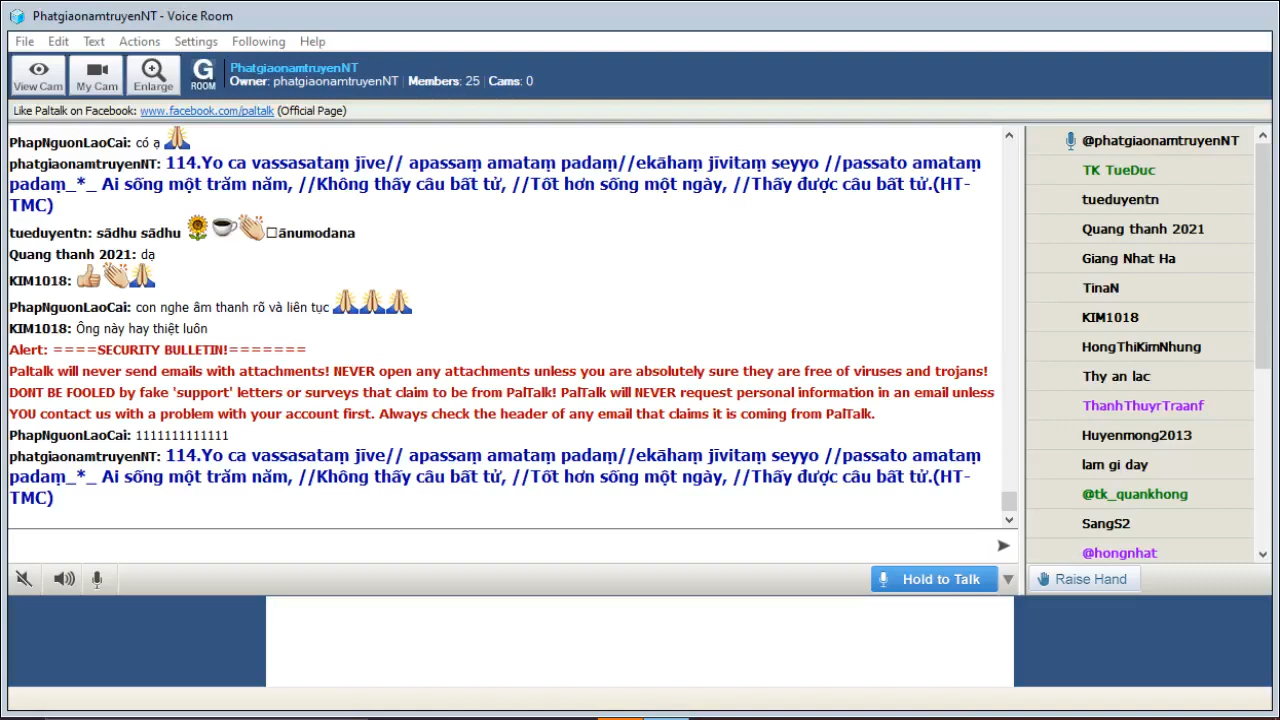 PhatgiaonamtruyenNT - Voice Room
File Edit Text Actions Settings Following Help
View Cam My Cam Enlarge G ROOM
PhatgiaonamtruyenNT
Owner: phatgiaonamtruyenNT Members: 25 Cams: 0
Like Paltalk on Facebook: www.facebook.com/paltalk (Official Page)
PhapNguonLaoCai: có ạ
phatgiaonamtruyenNT: 114.Yo ca vassasataṃ jīve// apassaṃ amataṃ padaṃ//ekāhaṃ jīvitaṃ seyyo //passato amataṃ
padaṃ_*_ Ai sống một trăm năm, //Không thấy câu bất tử, //Tốt hơn sống một ngày, //Thấy được câu bất tử.(HT-
TMC)
tueduyentn: sādhu sādhu □ānumodana
Quang thanh 2021: dạ
KIM1018:
PhapNguonLaoCai: con nghe âm thanh rõ và liên tục
KIM1018: Ông này hay thiệt luôn
Alert: ====SECURITY BULLETIN!=======
Paltalk will never send emails with attachments! NEVER open any attachments unless you are absolutely sure they are free of viruses and trojans!
DONT BE FOOLED by fake 'support' letters or surveys that claim to be from PalTalk! PalTalk will NEVER request personal information in an email unless
YOU contact us with a problem with your account first. Always check the header of any email that claims it is coming from PalTalk.
PhapNguonLaoCai: 1111111111111
phatgiaonamtruyenNT: 114.Yo ca vassasataṃ jīve// apassaṃ amataṃ padaṃ//ekāhaṃ jīvitaṃ seyyo //passato amataṃ
padaṃ_*_ Ai sống một trăm năm, //Không thấy câu bất tử, //Tốt hơn sống một ngày, //Thấy được câu bất tử.(HT-
TMC)
Hold to Talk
@phatgiaonamtruyenNT
TK TueDuc
tueduyentn
Quang thanh 2021
Giang Nhat Ha
TinaN
KIM1018
HongThiKimNhung
Thy an lac
ThanhThuyrTraanf
Huyenmong2013
lam gi day
@tk_quankhong
SangS2
@hongnhat
Raise Hand